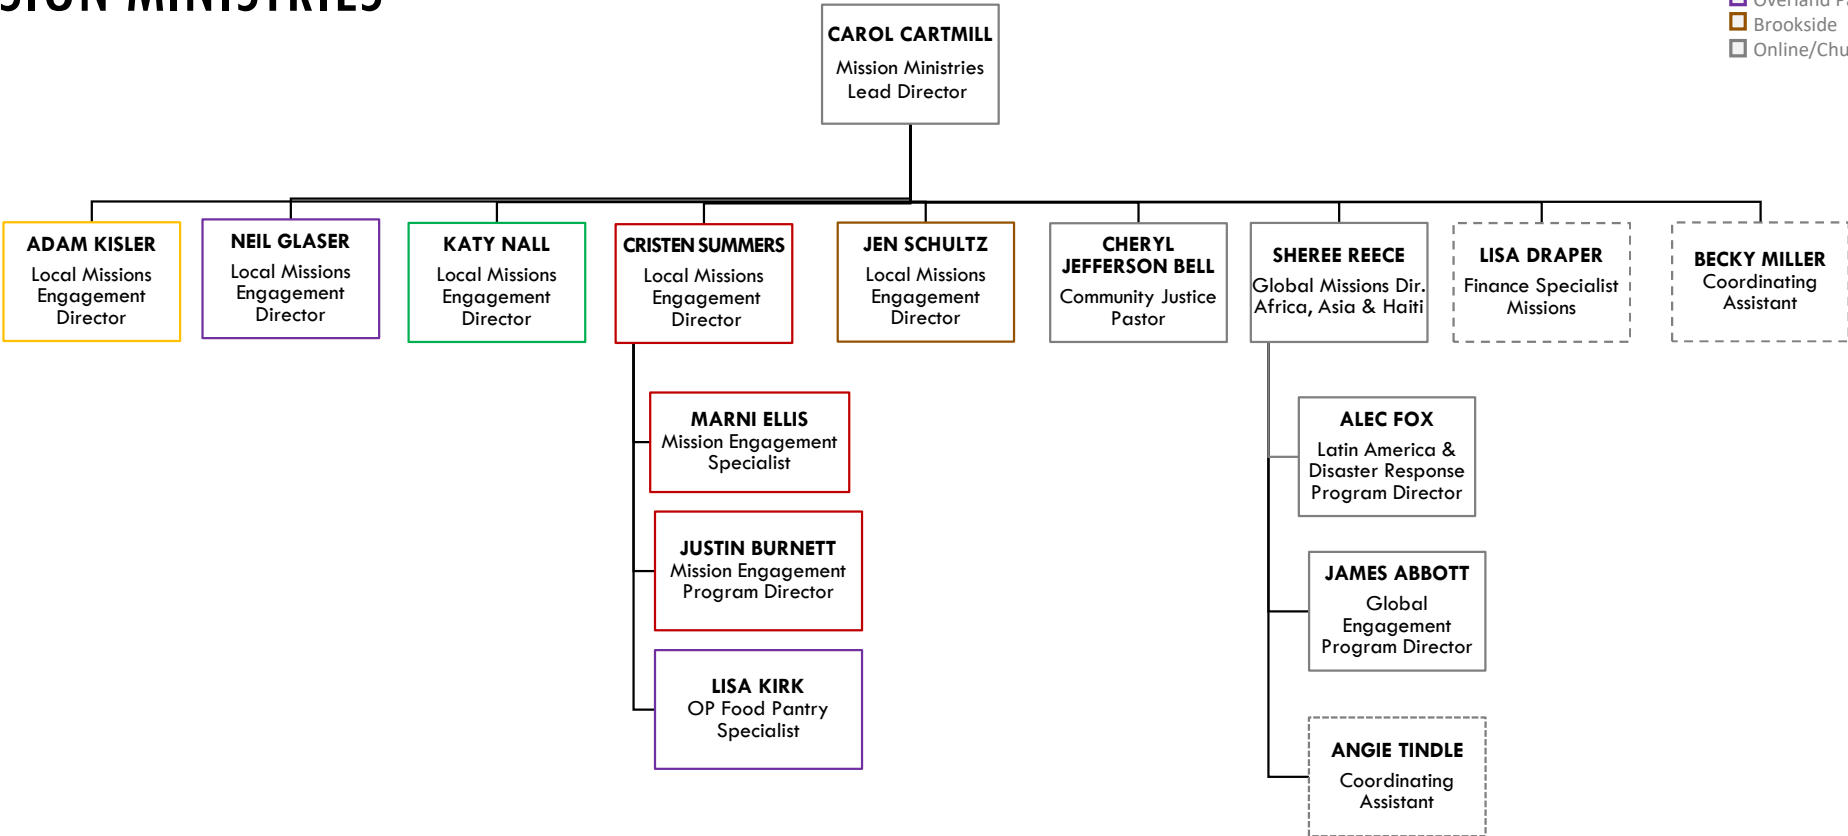 MINISTRIES
Overland
Brookside
CAROL CARTMILL
Mission Ministries
Lead Director
ADAM KISLER
Local Missions
Engagement
Director
NEIL GLASER
Local Missions
Engagement
Director
KATY NALL
Local Missions
Engagement
Director
CRISTEN SUMMERS
Local Missions
Engagement
Director
JEN SCHULTZ
Local Missions
Engagement
Director
CHERYL
JEFFERSON BELL
Community Justice
Pastor
SHEREE REECE
Global Missions Dir.
Africa, Asia & Haiti
LISA DRAPER
Finance Specialist
Missions
BECKY MILLER
Coordinating
Assistant
MARNI ELLIS
Mission Engagement
Specialist
JUSTIN BURNETT
Mission Engagement
Program Director
LISA KIRK
OP Food Pantry
Specialist
ALEC FOX
Latin America &
Disaster Response
Program Director
JAMES ABBOTT
Global
Engagement
Program Director
ANGIE TINDLE
Coordinating
Assistant